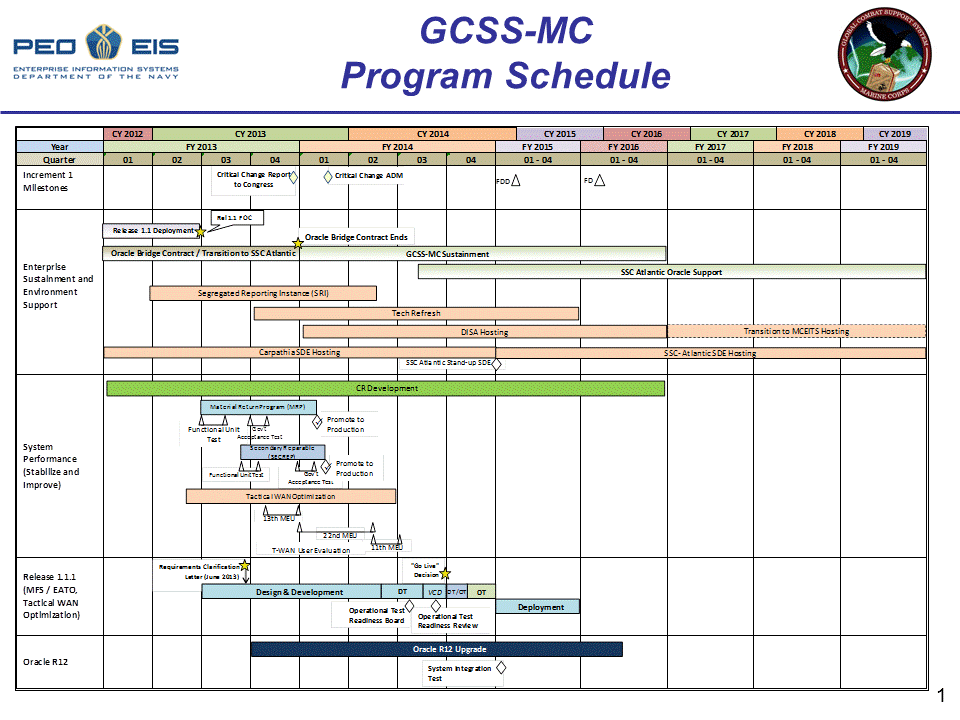 GCSS-MC
Program Schedule
PEO EIS
ENTERPRISE INFORMATION SYSTEMS
DEPARTMENT OF THE NAVY
GLOBAL COMBAT SUPPORT SYSTEM
MARINE CORPS
CY 2012 CY 2013 CY 2014 CY 2015 CY 2016 CY 2017 CY 2018 CY 2019
Year FY 2013 FY 2014 FY 2015 FY 2016 FY 2017 FY 2018 FY 2019
Quarter 01 02 03 04 01 02 03 04 01 - 04 01 - 04 01 - 04 01 - 04 01 - 04
Increment 1
Milestones
Critical Change Report
to Congress
Critical Change ADM
FDD
FD
Enterprise
Sustainment and
Environment
Support
Rel 1.1 FOC
Release 1.1 Deployment
Oracle Bridge Contract Ends
Oracle Bridge Contract / Transition to SSC Atlantic
GCSS-MC Sustainment
SSC Atlantic Oracle Support
Segregated Reporting Instance (SRI)
Tech Refresh
DISA Hosting
Transition to MCEITS Hosting
Carpathia SDE Hosting
SSC- Atlantic SDE Hosting
SSC Atlantic Stand-up SDE
System
Performance
(Stabilize and
Improve)
CR Development
Material Return Program (MRP)
Functional Unit
Test
Gov't
Acceptance Test
Promote to
Production
Secondary Reparable
(SECREP)
Functional Unit Test
Gov't
Acceptance Test
Promote to
Production
Tactical WAN Optimization
13th MEU
22nd MEU
11th MEU
T-WAN User Evaluation
Release 1.1.1
(MFS / EATO,
Tactical WAN
Optimization)
Requirements Clarification
Letter (June 2013)
"Go Live"
Decision
Design & Development
DT
VCD
DT/OT
OT
Deployment
Operational Test
Readiness Board
Operational Test
Readiness Review
Oracle R12
Oracle R12 Upgrade
System Integration
Test
1